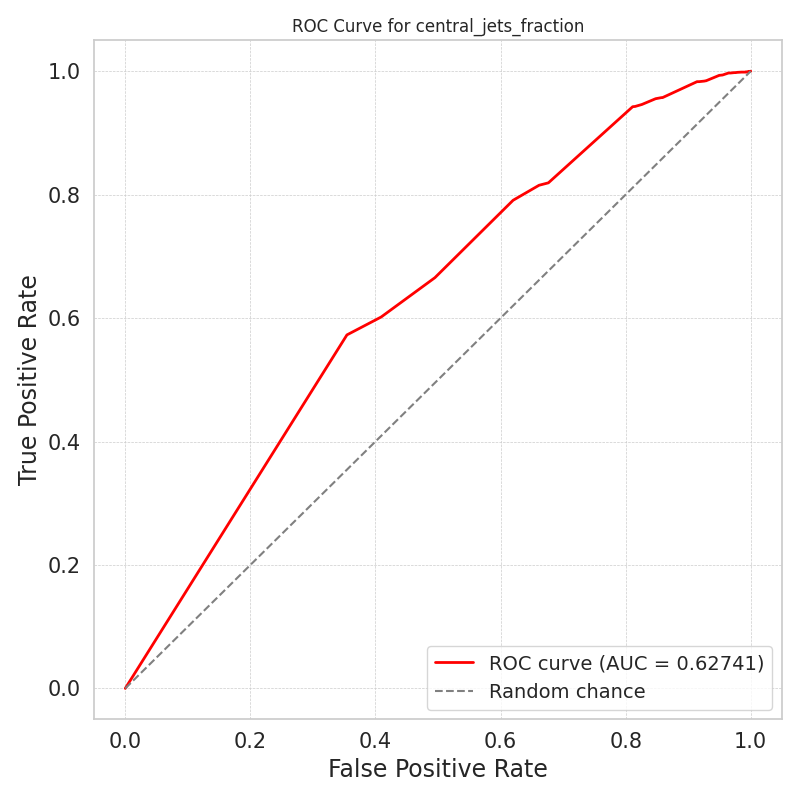 ROC Curve for central_jets_fraction
True Positive Rate
1.0
0.8
0.6
0.4
0.2
0.0
ROC curve (AUC = 0.62741)
Random chance
0.0 0.2 0.4 0.6 0.8 1.0
False Positive Rate